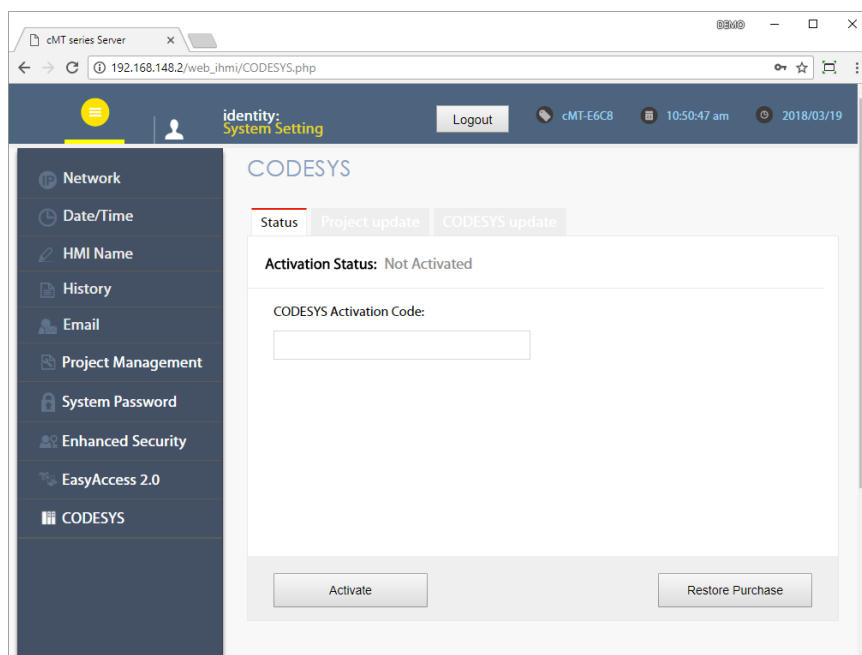 DEMO
cMT series Server
192.168.148.2/web_ihmi/CODESYS.php
identity:
System Setting
Logout
cMT-E6C8
10:50:47 am
2018/03/19
Network
Date/Time
HMI Name
History
Email
Project Management
System Password
Enhanced Security
EasyAccess 2.0
CODESYS
CODESYS
Status
Project update
CODESYS update
Activation Status: Not Activated
CODESYS Activation Code:
Activate
Restore Purchase